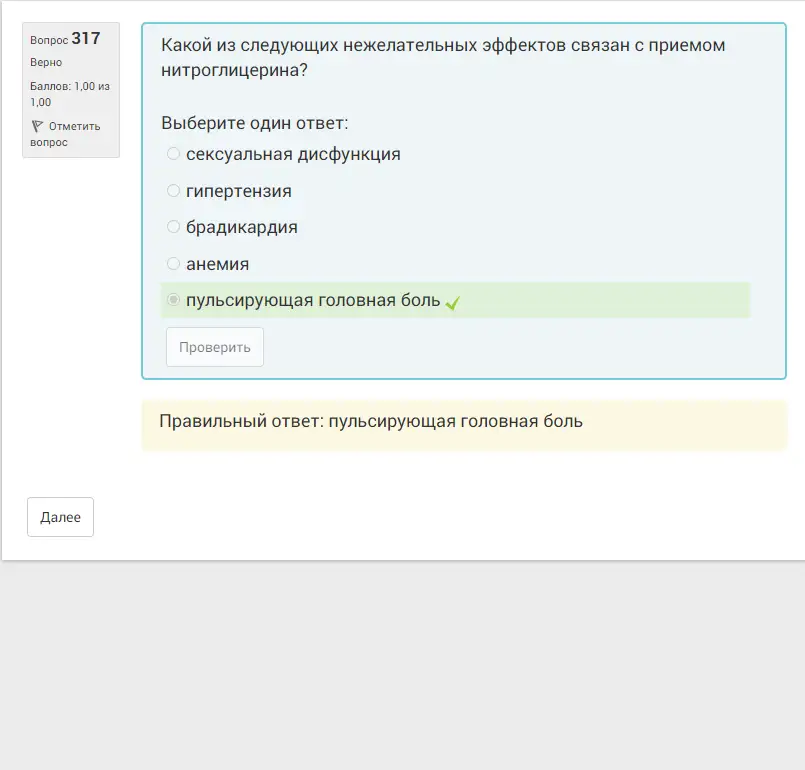 Вопрос 317
Верно
Баллов: 1,00 из
1,00
Отметить
вопрос
Какой из следующих нежелательных эффектов связан с приемом
нитроглицерина?
Выберите один ответ:
сексуальная дисфункция
гипертензия
брадикардия
анемия
пульсирующая головная боль
Проверить
Правильный ответ: пульсирующая головная боль
Далее